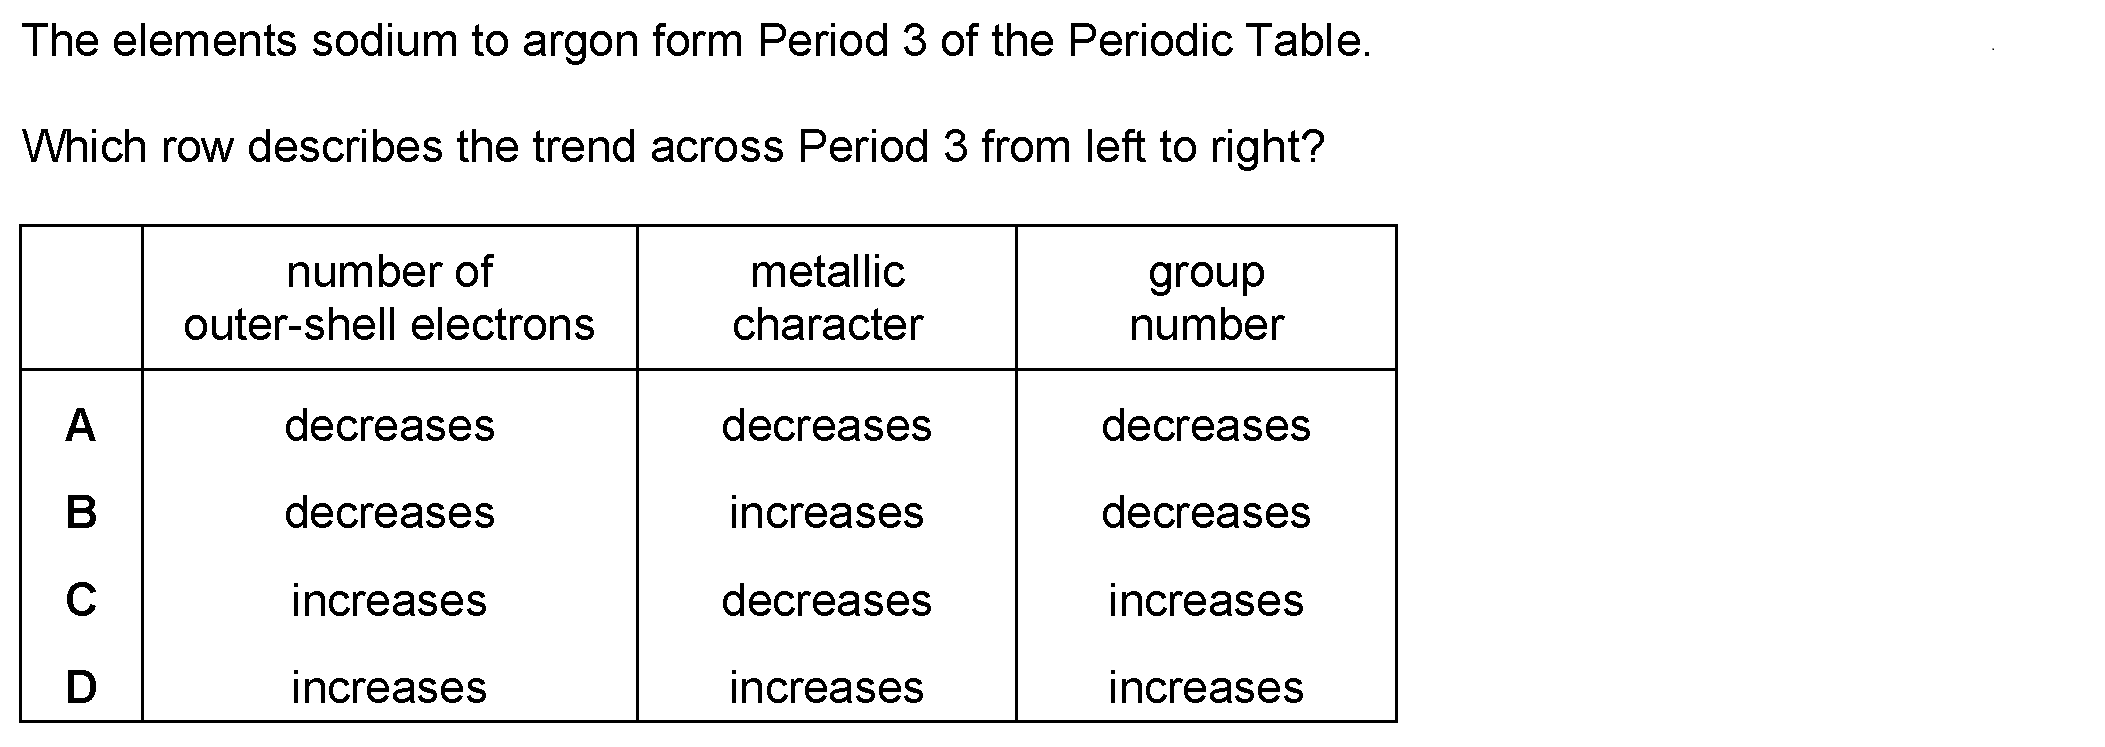 The elements sodium to argon form Period 3 of the Periodic Table.
Which row describes the trend across Period 3 from left to right?
number of outer-shell electrons metallic character group number
A decreases decreases decreases
B decreases increases decreases
C increases decreases increases
D increases increases increases